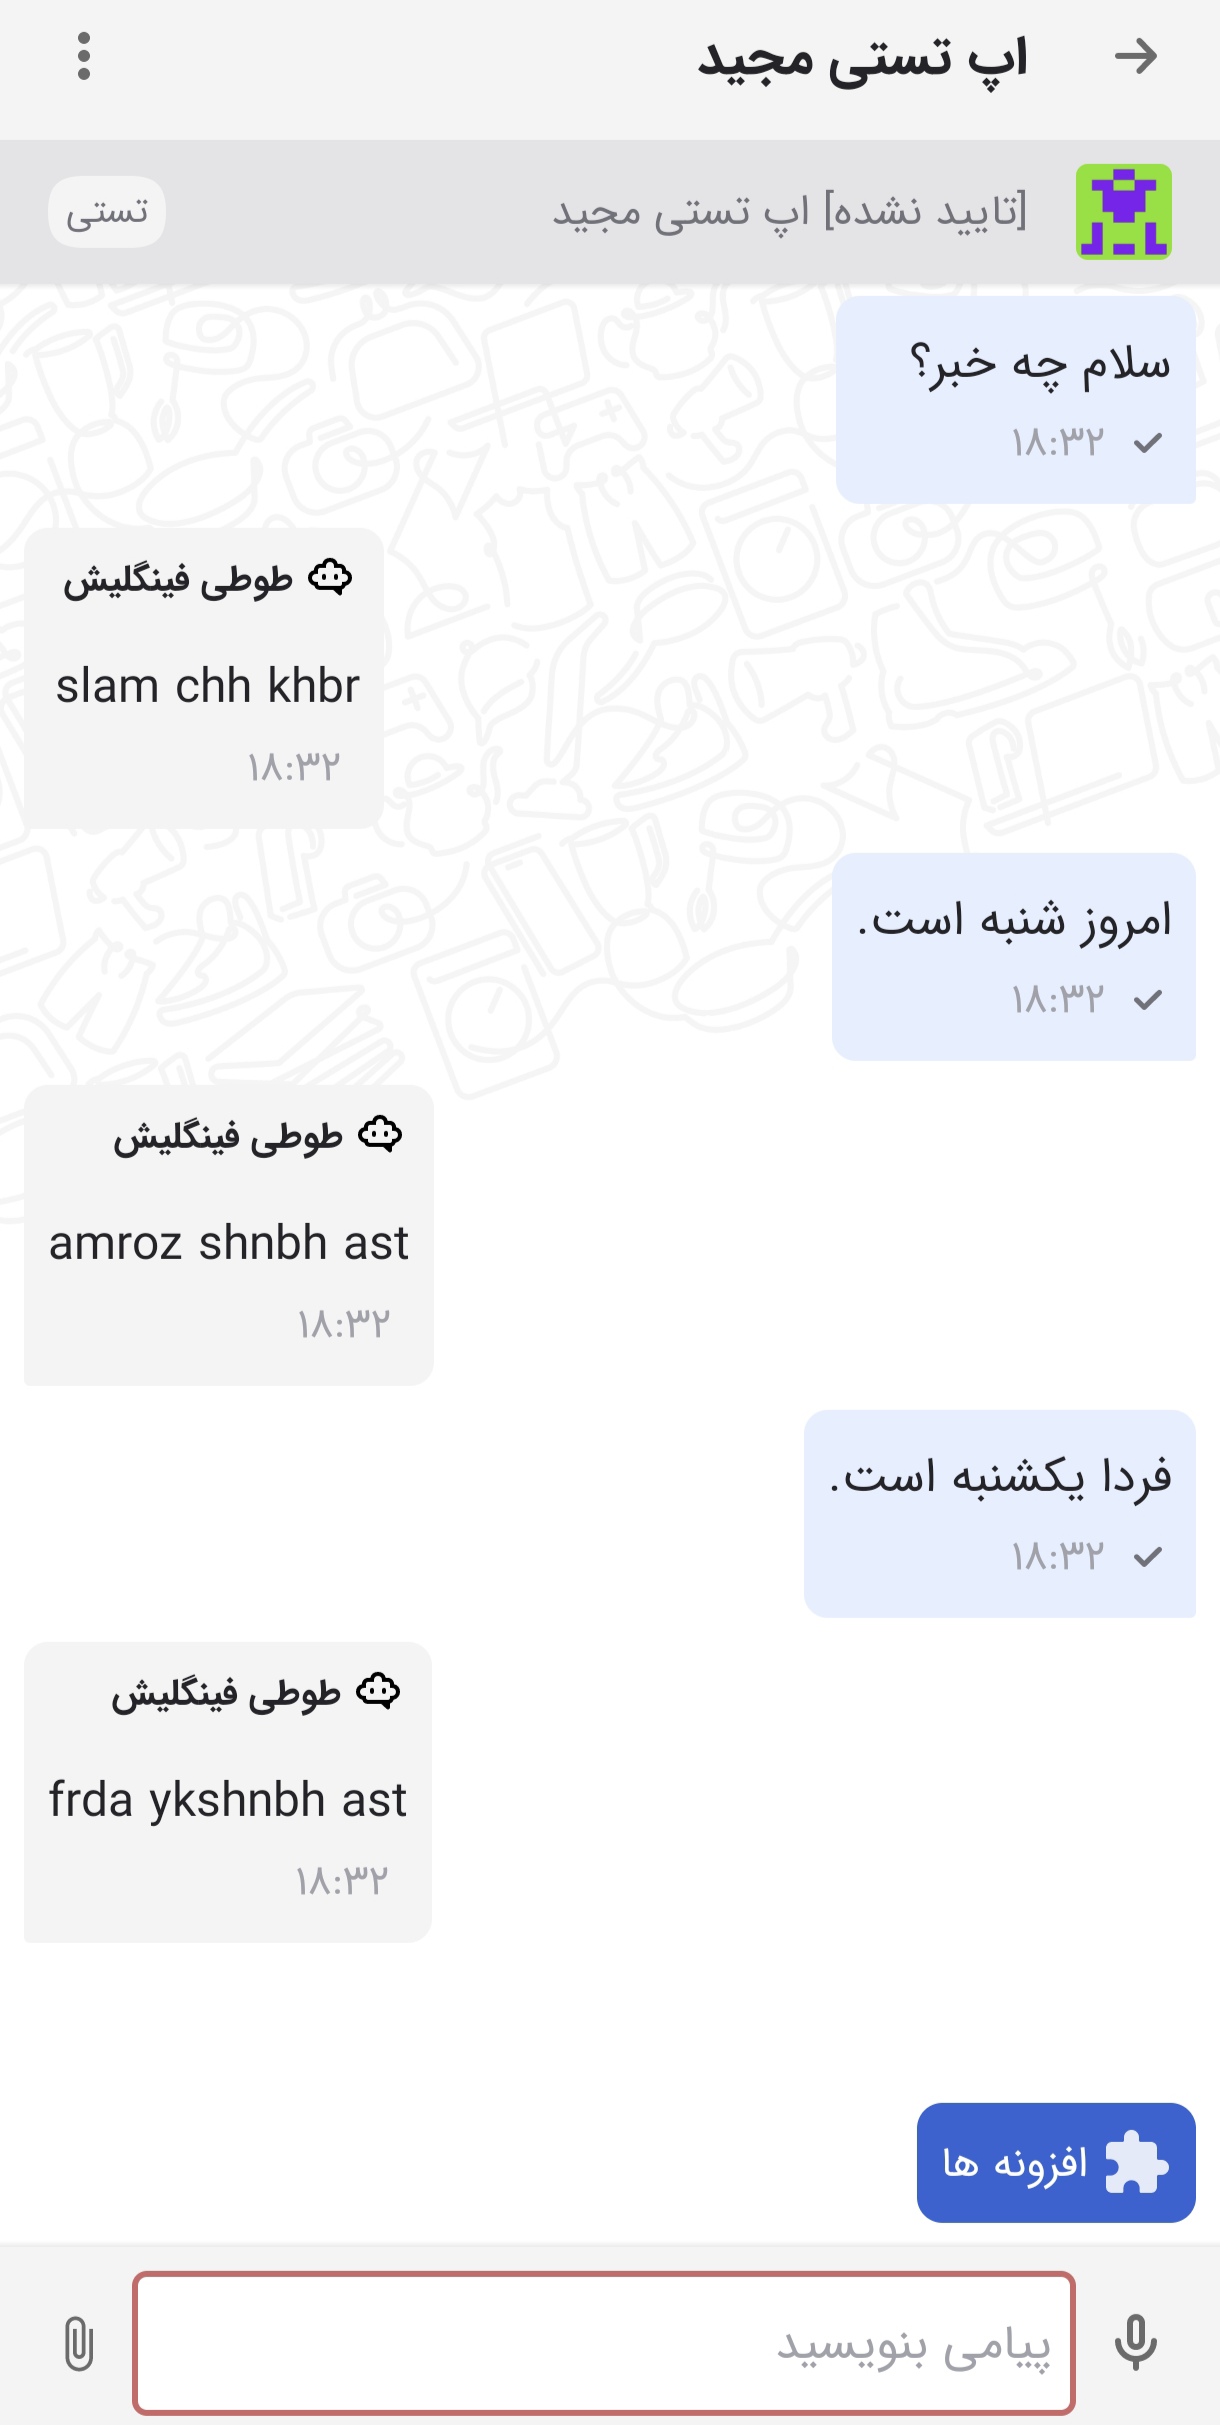 اپ تستی مجید
[تایید نشده] اپ تستی مجید
تستی
سلام چه خبر؟
۱۸:۳۲
طوطی فینگلیش
slam chh khbr
۱۸:۳۲
امروز شنبه است.
۱۸:۳۲
طوطی فینگلیش
amroz shnbh ast
۱۸:۳۲
فردا یکشنبه است.
۱۸:۳۲
طوطی فینگلیش
frda ykshnbh ast
۱۸:۳۲
افزونه ها
پیامی بنویسید